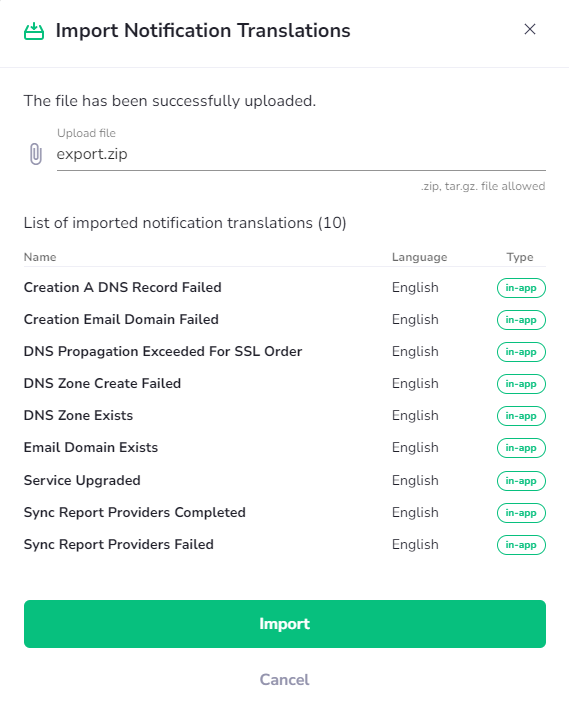 Import Notification Translations
The file has been successfully uploaded.
Upload file
export.zip
.zip, tar.gz. file allowed
List of imported notification translations (10)
Name Language Type
Creation A DNS Record Failed English in-app
Creation Email Domain Failed English in-app
DNS Propagation Exceeded For SSL Order English in-app
DNS Zone Create Failed English in-app
DNS Zone Exists English in-app
Email Domain Exists English in-app
Service Upgraded English in-app
Sync Report Providers Completed English in-app
Sync Report Providers Failed English in-app
Import
Cancel